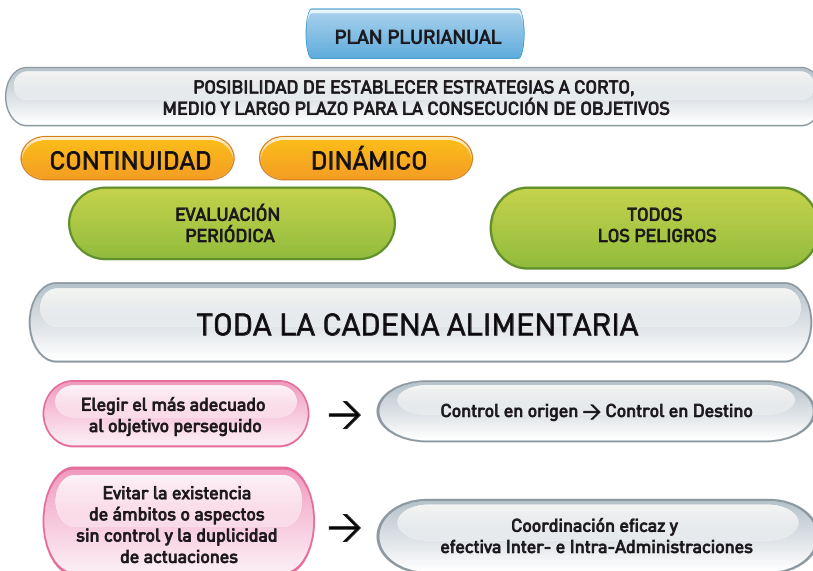 PLAN PLURIANUAL
POSIBILIDAD DE ESTABLECER ESTRATEGIAS A CORTO,
MEDIO Y LARGO PLAZO PARA LA CONSECUCIÓN DE OBJETIVOS
CONTINUIDAD
DINÁMICO
EVALUACIÓN
PERIÓDICA
TODOS
LOS PELIGROS
TODA LA CADENA ALIMENTARIA
Elegir el más adecuado
al objetivo perseguido
→
Control en origen → Control en Destino
Evitar la existencia
de ámbitos o aspectos
sin control y la duplicidad
de actuaciones
→
Coordinación eficaz y
efectiva Inter- e Intra-Administraciones